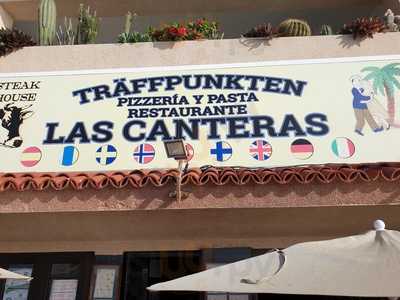 STEAK
HOUSE
TRÄFFPUNKTEN
PIZZERÍA Y PASTA
RESTAURANTE
LAS CANTERAS